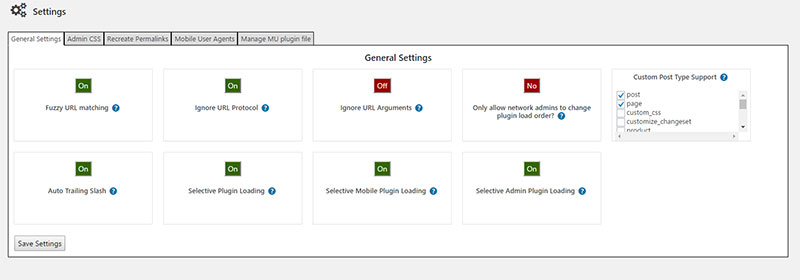 Settings
General Settings Admin CSS Recreate Permalinks Mobile User Agents Manage MU plugin file
General Settings
On
Fuzzy URL matching ?
On
Ignore URL Protocol ?
Off
Ignore URL Arguments ?
No
Only allow network admins to change
plugin load order? ?
Custom Post Type Support ?
post
page
custom_css
customize_changeset
product
On
Auto Trailing Slash ?
On
Selective Plugin Loading ?
On
Selective Mobile Plugin Loading ?
On
Selective Admin Plugin Loading ?
Save Settings